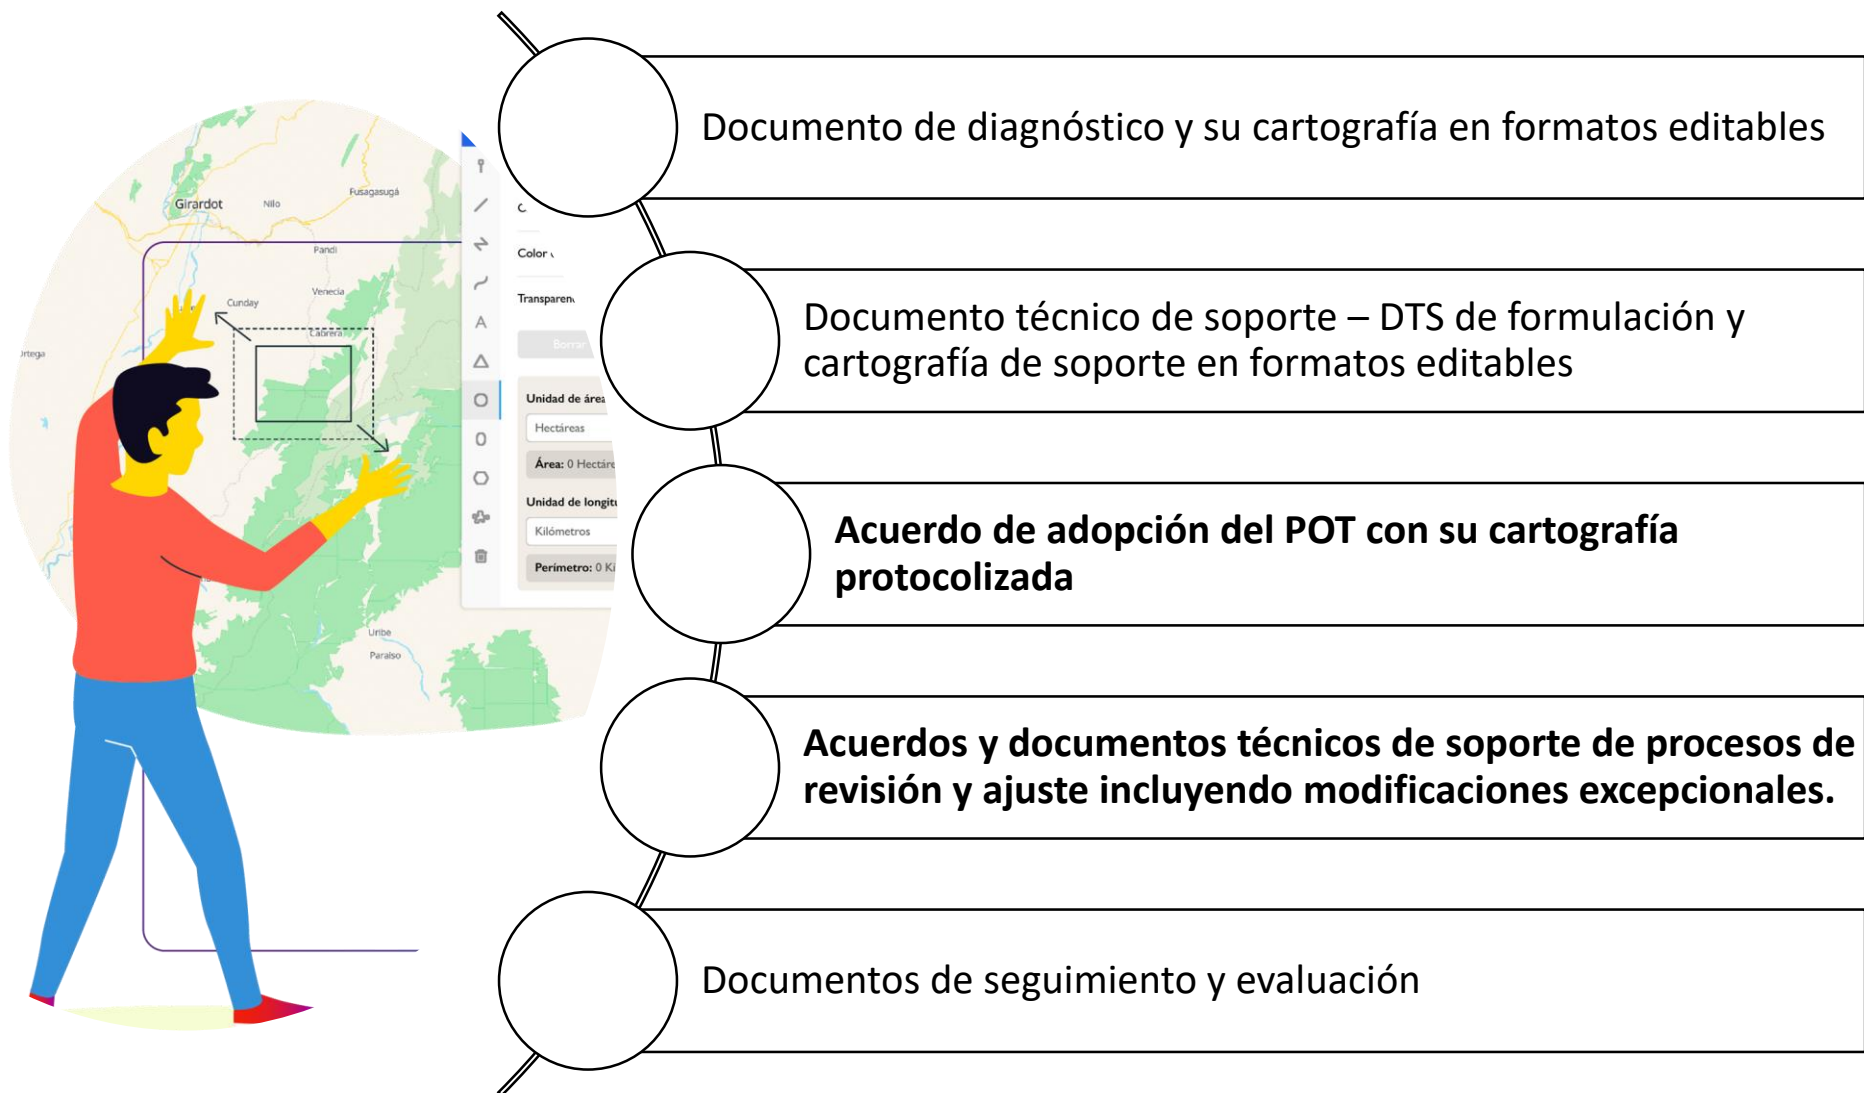 Documento de diagnóstico y su cartografía en formatos editables
Documento técnico de soporte – DTS de formulación y
cartografía de soporte en formatos editables
Acuerdo de adopción del POT con su cartografía
protocolizada
Acuerdos y documentos técnicos de soporte de procesos de
revisión y ajuste incluyendo modificaciones excepcionales.
Documentos de seguimiento y evaluación
Fusagasugá
Girardot
Nilo
Pandi
Venecia
Cunday
Cabrera
Uribe
Paraíso
Color
Borrar
Unidad de área
Hectáreas
Área: 0
Unidad de
Kilómetros
Perímetro: 0